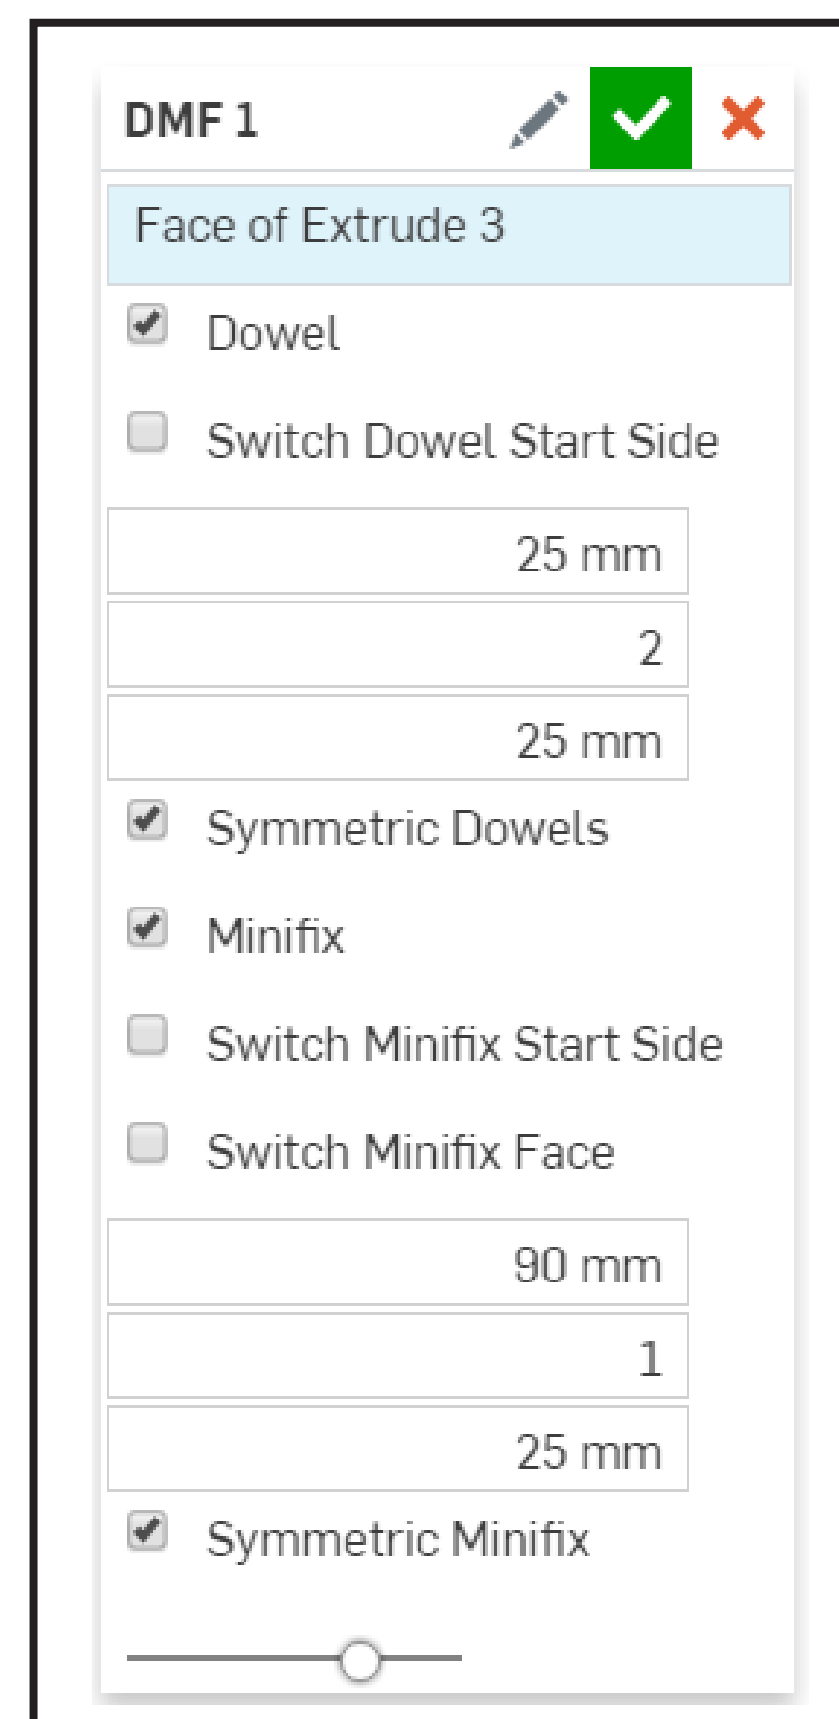 DMF 1
Face of Extrude 3
Dowel
Switch Dowel Start Side
25 mm
2
25 mm
Symmetric Dowels
Minifix
Switch Minifix Start Side
Switch Minifix Face
90 mm
1
25 mm
Symmetric Minifix